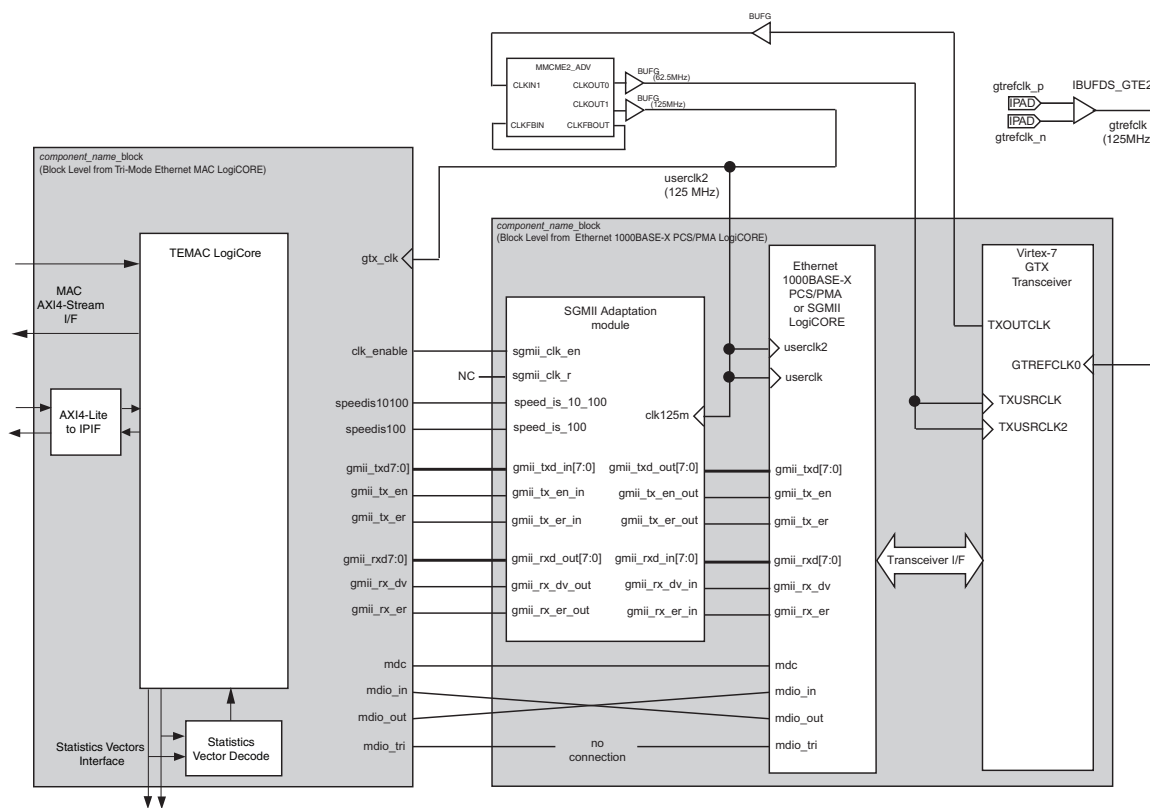 BUFG
MMCME2_ADV
CLKIN1
CLKOUT0
CLKOUT1
CLKFBIN
CLKFBOUT
BUFG
(62.5MHz)
BUFG
(125MHz)
gtrefclk_p
IPAD
IPAD
gtrefclk_n
IBUFDS_GTE2
gtrefclk
(125MHz)
component_name_block
(Block Level from Tri-Mode Ethernet MAC LogiCORE)
userclk2
(125 MHz)
component_name_block
(Block Level from Ethernet 1000BASE-X PCS/PMA LogiCORE)
TEMAC LogiCore
gtx_clk
MAC
AXI4-Stream
I/F
AXI4-Lite
to IPIF
clk_enable
speedis10100
speedis100
gmii_txd7:0]
gmii_tx_en
gmii_tx_er
gmii_rxd7:0]
gmii_rx_dv
gmii_rx_er
mdc
mdio_in
mdio_out
mdio_tri
Statistics Vectors
Interface
Statistics
Vector Decode
NC
SGMII Adaptation
module
sgmii_clk_en
sgmii_clk_r
speed_is_10_100
speed_is_100
clk125m
gmii_txd_in[7:0]
gmii_txd_out[7:0]
gmii_tx_en_in
gmii_tx_en_out
gmii_tx_er_in
gmii_tx_er_out
gmii_rxd_out[7:0]
gmii_rxd_in[7:0]
gmii_rx_dv_out
gmii_rx_dv_in
gmii_rx_er_out
gmii_rx_er_in
no
connection
Ethernet
1000BASE-X
PCS/PMA
or SGMII
LogiCORE
userclk2
userclk
gmii_txd[7:0]
gmii_tx_en
gmii_tx_er
gmii_rxd[7:0]
gmii_rx_dv
gmii_rx_er
mdc
mdio_in
mdio_out
mdio_tri
Transceiver I/F
Virtex-7
GTX
Transceiver
TXOUTCLK
GTREFCLK0
TXUSRCLK
TXUSRCLK2